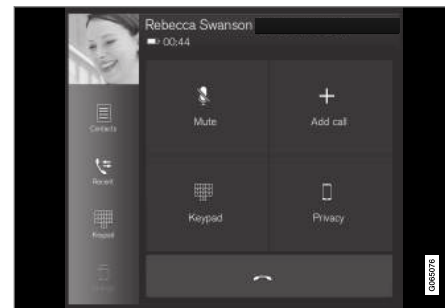 Rebecca Swanson
00:44
Contacts
Mute
Add call
Recent
Keypad
Keypad
Privacy
G065076